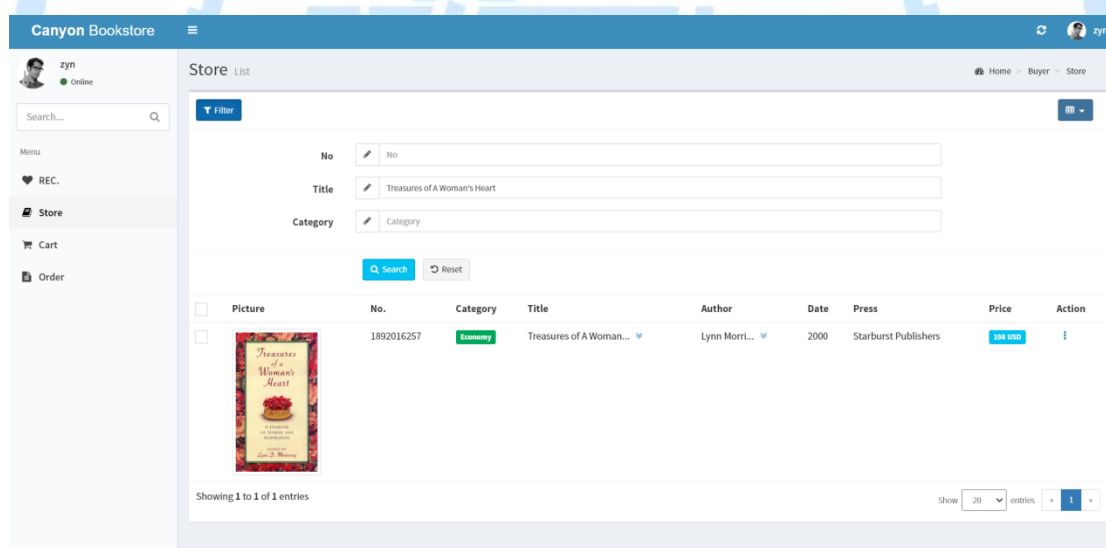 Canyon Bookstore
zyn
zyn
Online
Store List
Home > Buyer > Store
Search...
Filter
Menu
REC.
Store
Cart
Order
No
No
Title
Treasures of A Woman's Heart
Category
Category
Search
Reset
Picture No. Category Title Author Date Press Price Action
1892016257 Economy Treasures of A Woman... Lynn Morri... 2000 Starburst Publishers 198 USD
Treasures
of a
Woman's
Heart
Showing 1 to 1 of 1 entries
Show 20 entries « 1 »